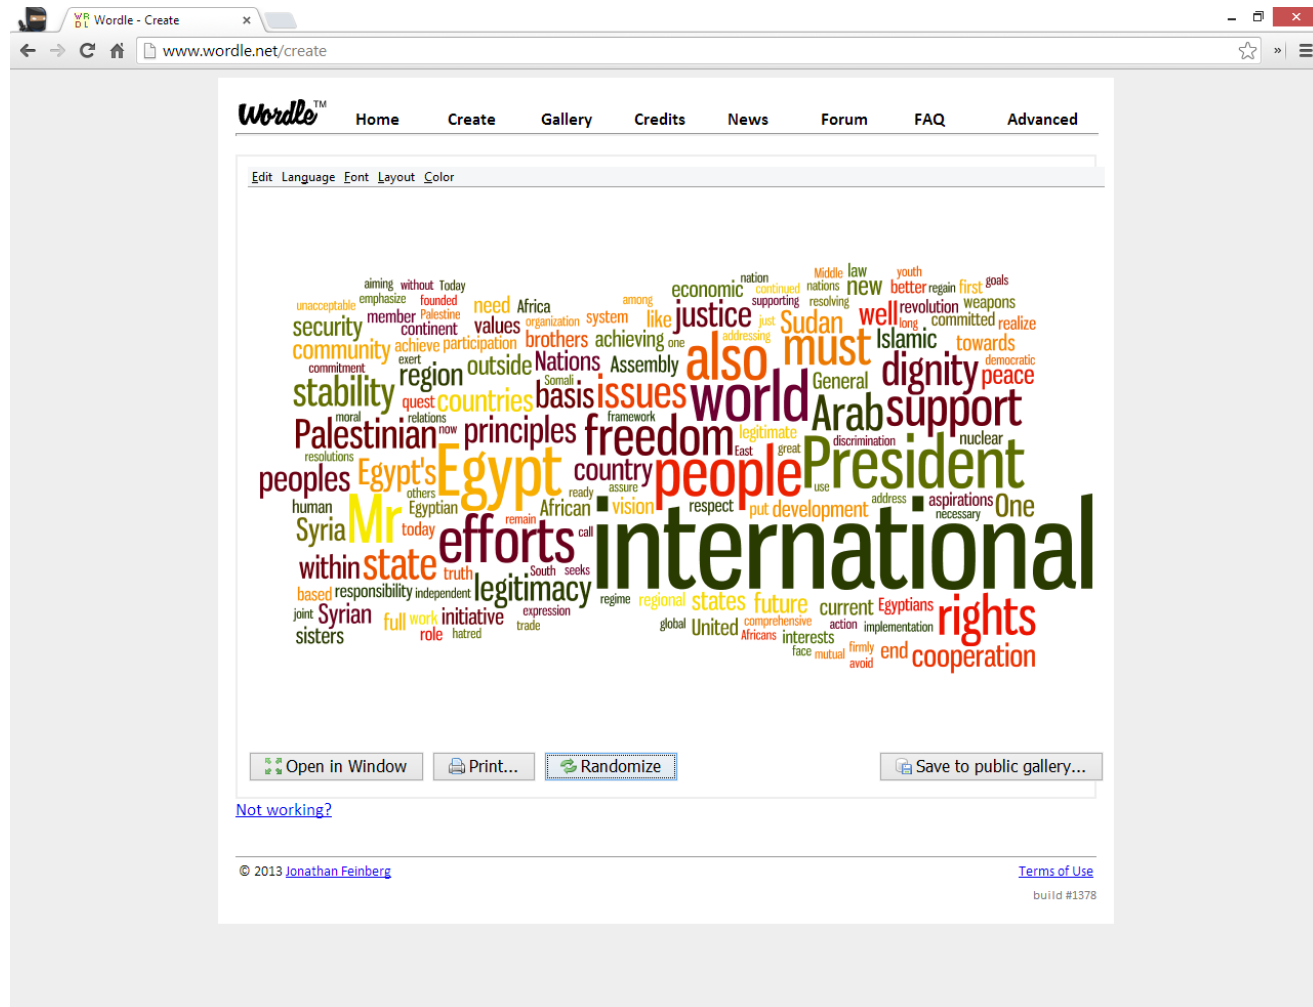 Wordle - Create
www.wordle.net/create
Wordle™ Home Create Gallery Credits News Forum FAQ Advanced
Edit Language Font Layout Color
aiming without Today nation Middle law youth
unacceptable emphasize founded need Africa among economic continued supporting nations resolving new better regain first goals
security member Palestine values organization system like justice just Sudan well revolution weapons
continent long committed realize
community achieve participation brothers achieving one also addressing must Islamic towards
commitment exert region outside Nations Assembly General dignity democratic peace
stability quest countries Somali basis issues world Arab support
moral relations framework
Palestinian now principles freedom legitimate discrimination nuclear
resolutions East great
peoples Egypt's Egypt country people President
others ready assure use
human Egyptian African vision respect put development address aspirations One
Syria Mr today remain efforts call international necessary
within state truth South seeks
based responsibility independent legitimacy regime regional states future current Egyptians rights
joint Syrian full work initiative expression trade global United comprehensive action implementation
sisters role hatred Africans interests
face mutual firmly avoid end cooperation
Open in Window Print... Randomize Save to public gallery...
Not working?
© 2013 Jonathan Feinberg Terms of Use
build #1378